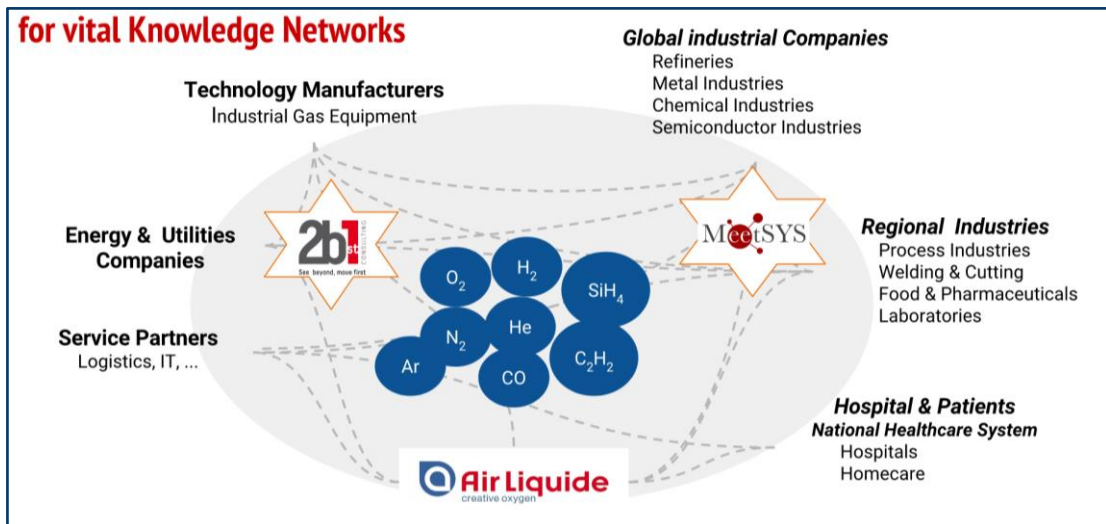 for vital Knowledge Networks
Global industrial Companies
Refineries
Metal Industries
Chemical Industries
Semiconductor Industries
Technology Manufacturers
Industrial Gas Equipment
Energy & Utilities
Companies
2b1st CONSULTING
See beyond, move first
MeetSYS
Regional Industries
Process Industries
Welding & Cutting
Food & Pharmaceuticals
Laboratories
Service Partners
Logistics, IT, ...
O2
H2
SiH4
N2
He
Ar
CO
C2H2
Hospital & Patients
National Healthcare System
Hospitals
Homecare
Air Liquide
creative oxygen